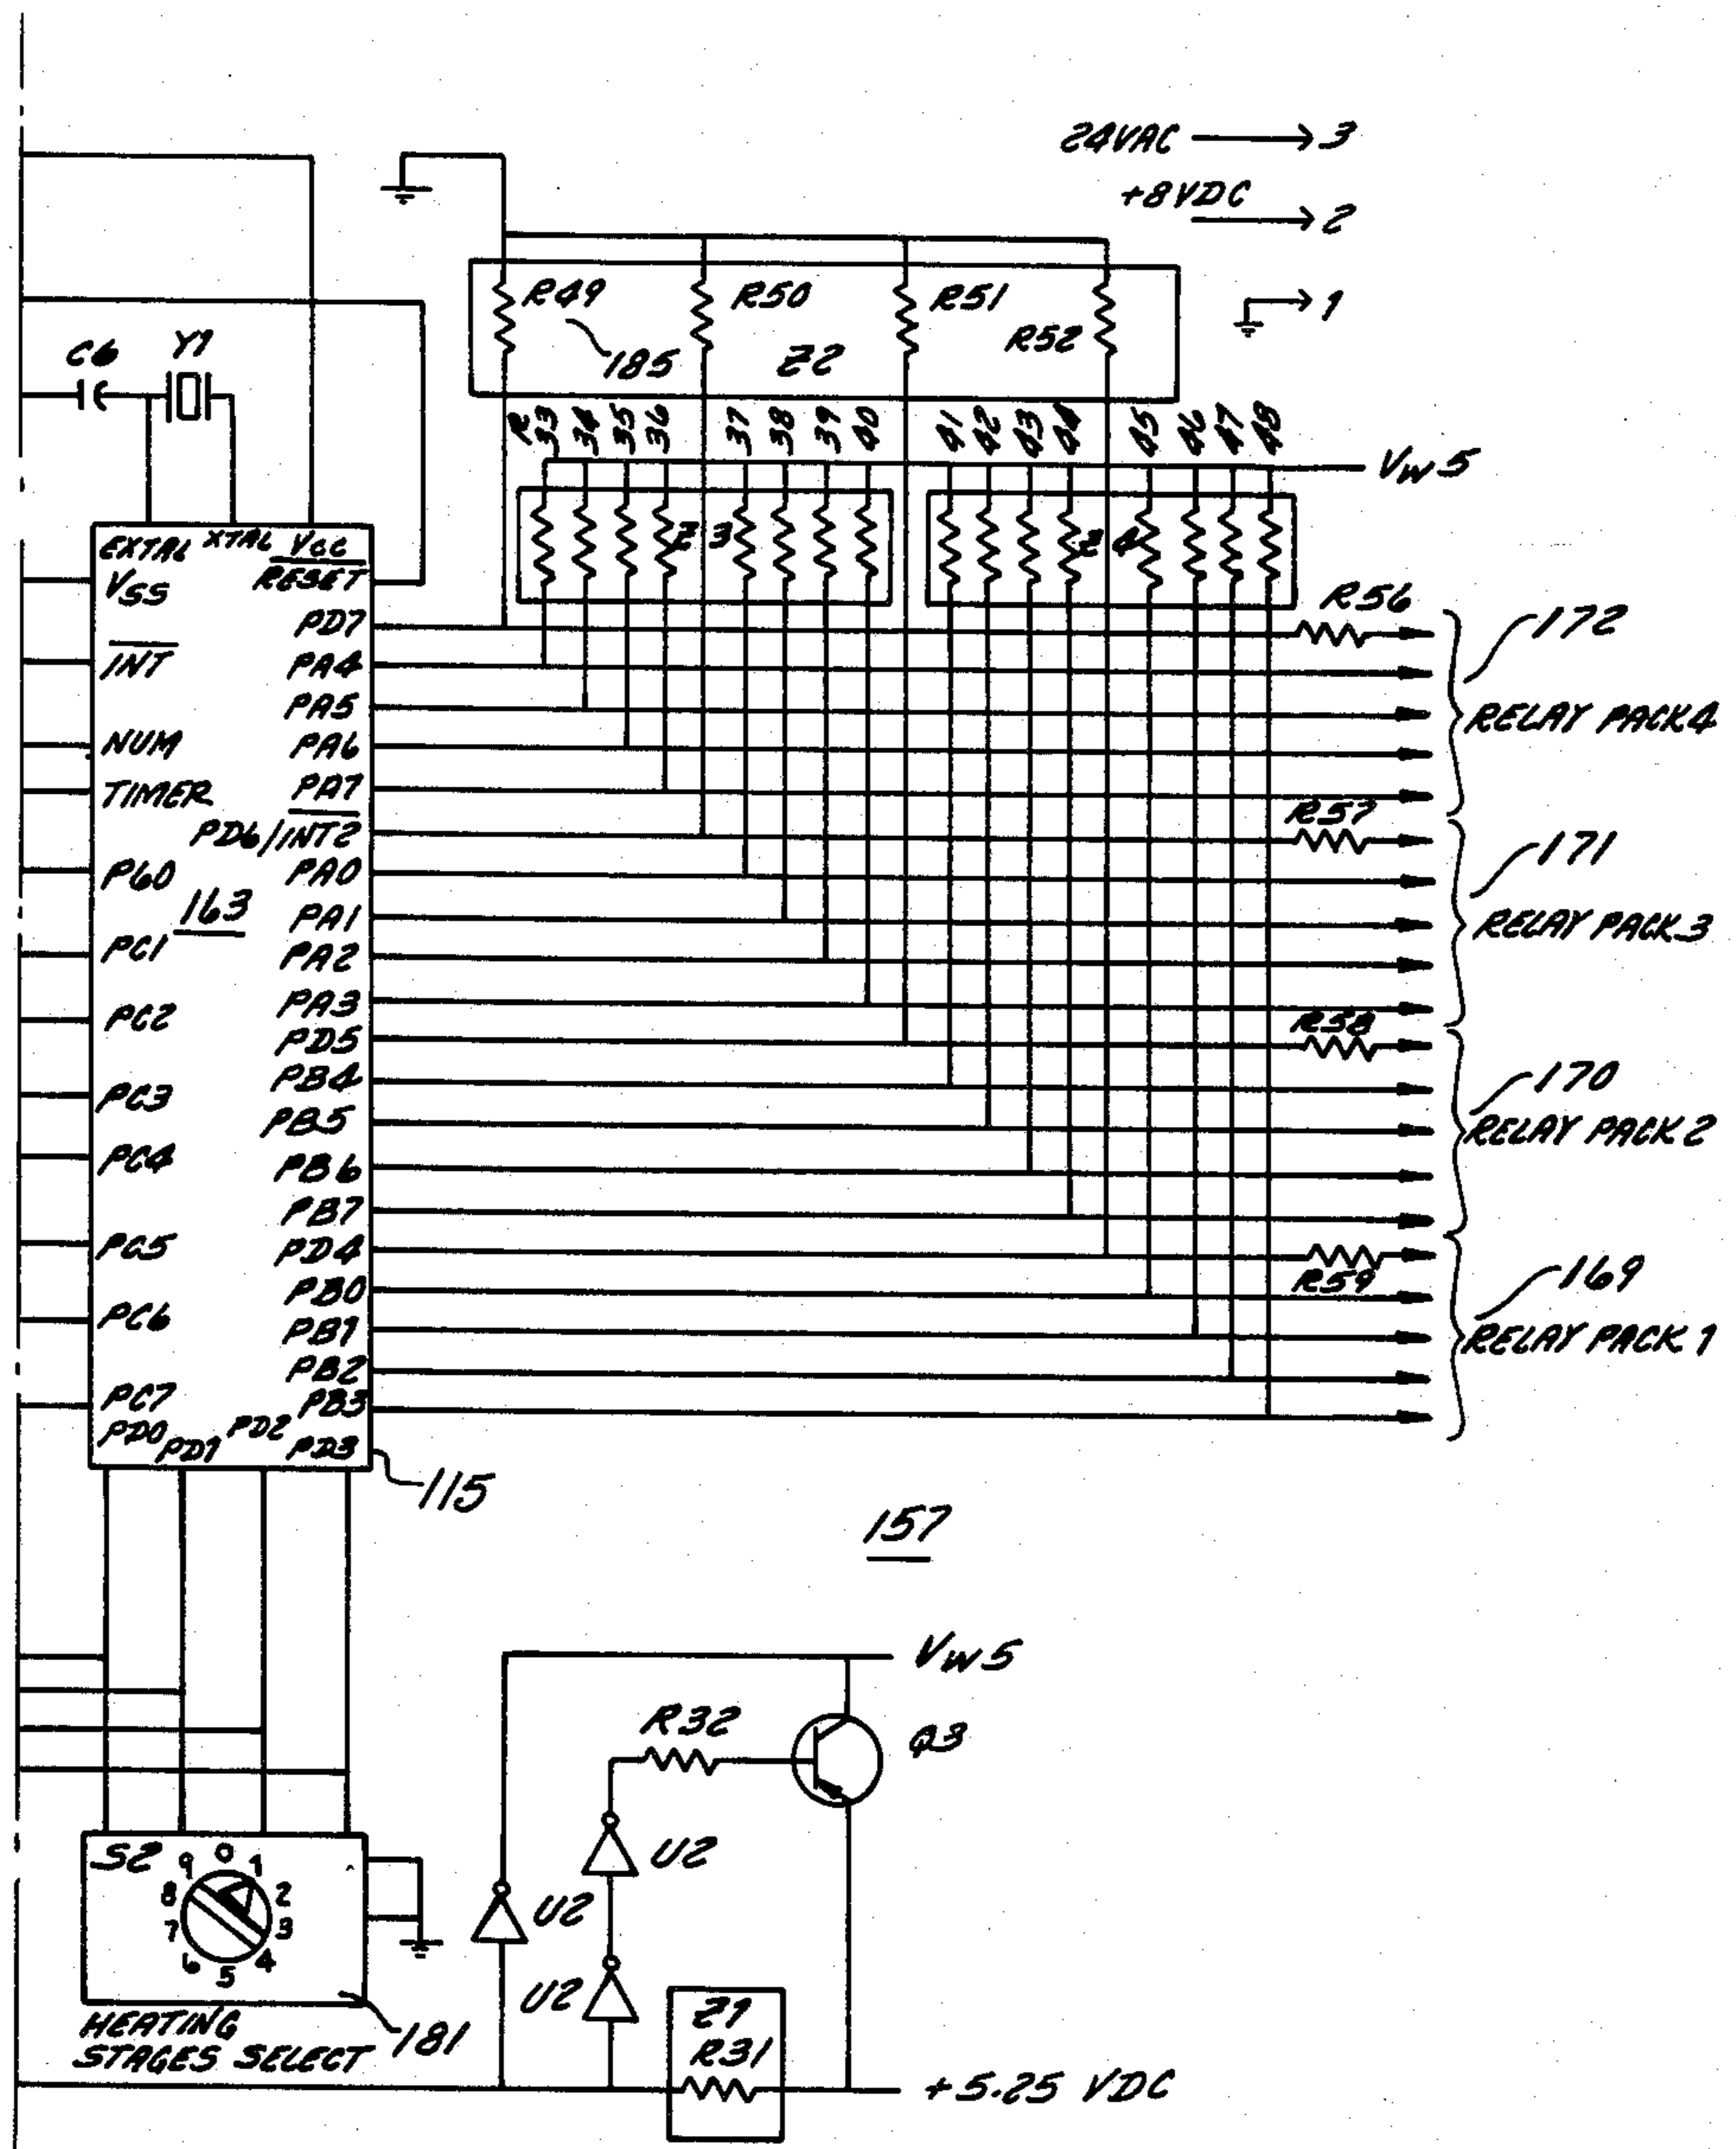 24VAC 3
+8VDC 2
1
R49 R50 R51 R52
185 Z2
C6 Y1
R 33 34 35 36 37 38 39 40 41 42 43 44 45 46 47 48
VW5
Z3 Z4
EXTAL XTAL VCC
VSS RESET
R56
PD7
172
INT PA4
PA5
RELAY PACK 4
NUM PA6
TIMER PA7
R57
PD6/INT2
171
P60 PA0
163 PA1
RELAY PACK 3
PC1 PA2
PA3
PC2
R58
PD5
170
PB4
PC3
PB5
RELAY PACK 2
PC4 PB6
PB7
PC5 PD4
R59
169
PB0
PC6 PB1
RELAY PACK 1
PB2
PC7 PB3
PD0 PD1 PD2 PD3
115
157
VW5
R32
Q3
S2
0 1 2 3 4 5 6 7 8 9
U2
U2
U2
Z1
R31
HEATING
STAGES SELECT
181
+5.25 VDC